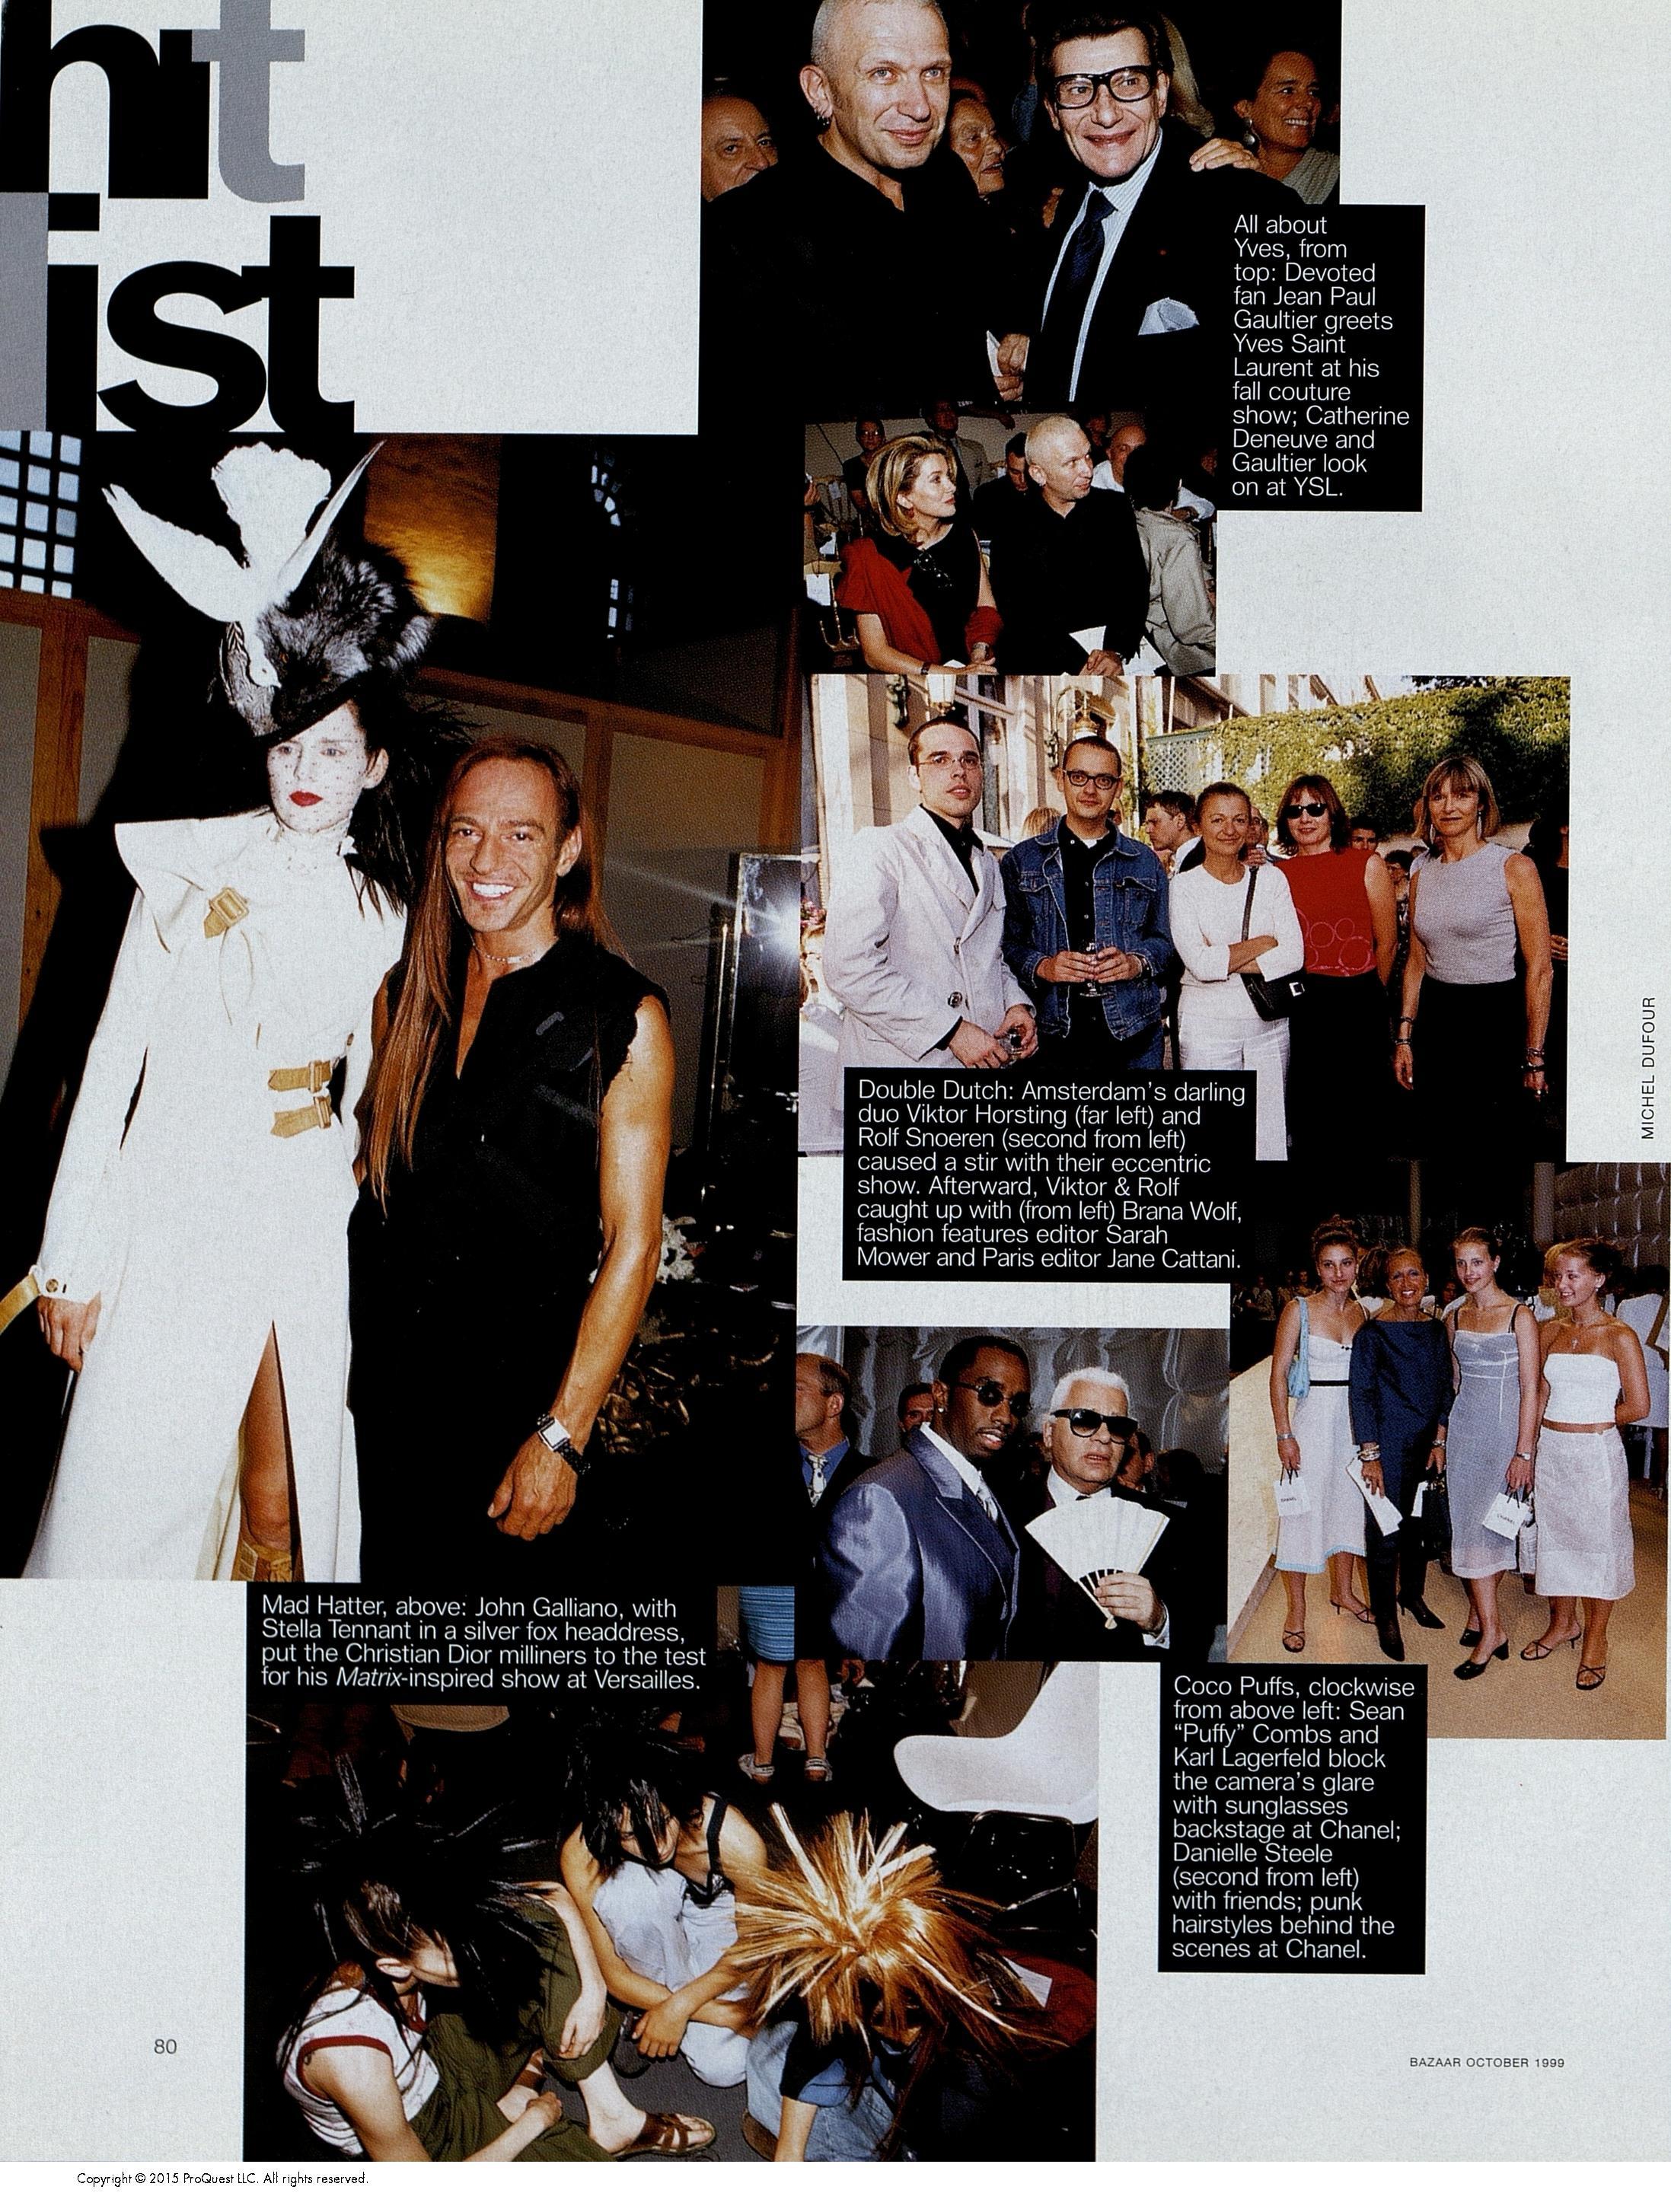 ht
list
All about
Yves, from
top: Devoted
fan Jean Paul
Gaultier greets
Yves Saint
Laurent at his
fall couture
show; Catherine
Deneuve and
Gaultier look
on at YSL.
MICHEL DUFOUR
Double Dutch: Amsterdam's darling
duo Viktor Horsting (far left) and
Rolf Snoeren (second from left)
caused a stir with their eccentric
show. Afterward, Viktor & Rolf
caught up with (from left) Brana Wolf,
fashion features editor Sarah
Mower and Paris editor Jane Cattani.
CHANEL
CHANEL
Mad Hatter, above: John Galliano, with
Stella Tennant in a silver fox headdress,
put the Christian Dior milliners to the test
for his Matrix-inspired show at Versailles.
Coco Puffs, clockwise
from above left: Sean
“Puffy” Combs and
Karl Lagerfeld block
the camera's glare
with sunglasses
backstage at Chanel;
Danielle Steele
(second from left)
with friends; punk
hairstyles behind the
scenes at Chanel.
80
BAZAAR OCTOBER 1999
Copyright © 2015 ProQuest LLC. All rights reserved.